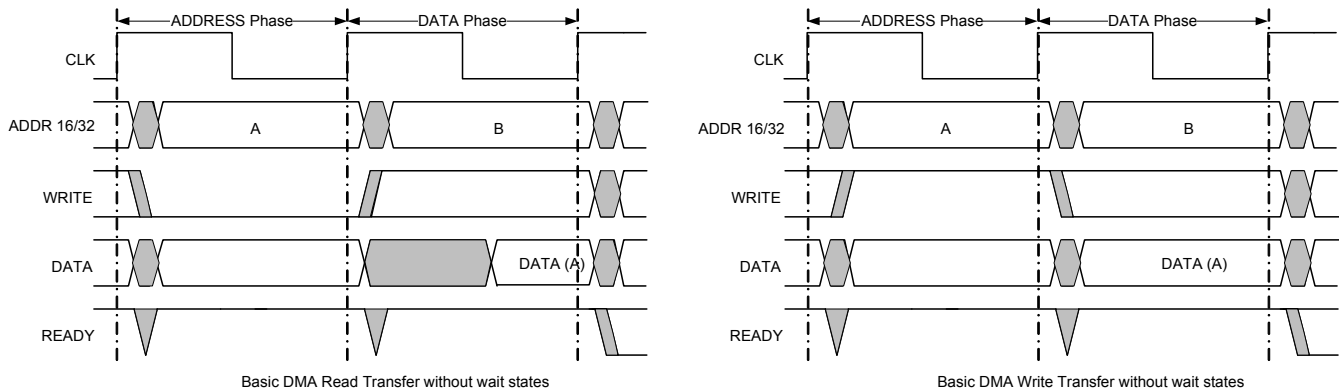 ADDRESS Phase DATA Phase
CLK
ADDR 16/32 A B
WRITE
DATA DATA (A)
READY
Basic DMA Read Transfer without wait states
ADDRESS Phase DATA Phase
CLK
ADDR 16/32 A B
WRITE
DATA DATA (A)
READY
Basic DMA Write Transfer without wait states